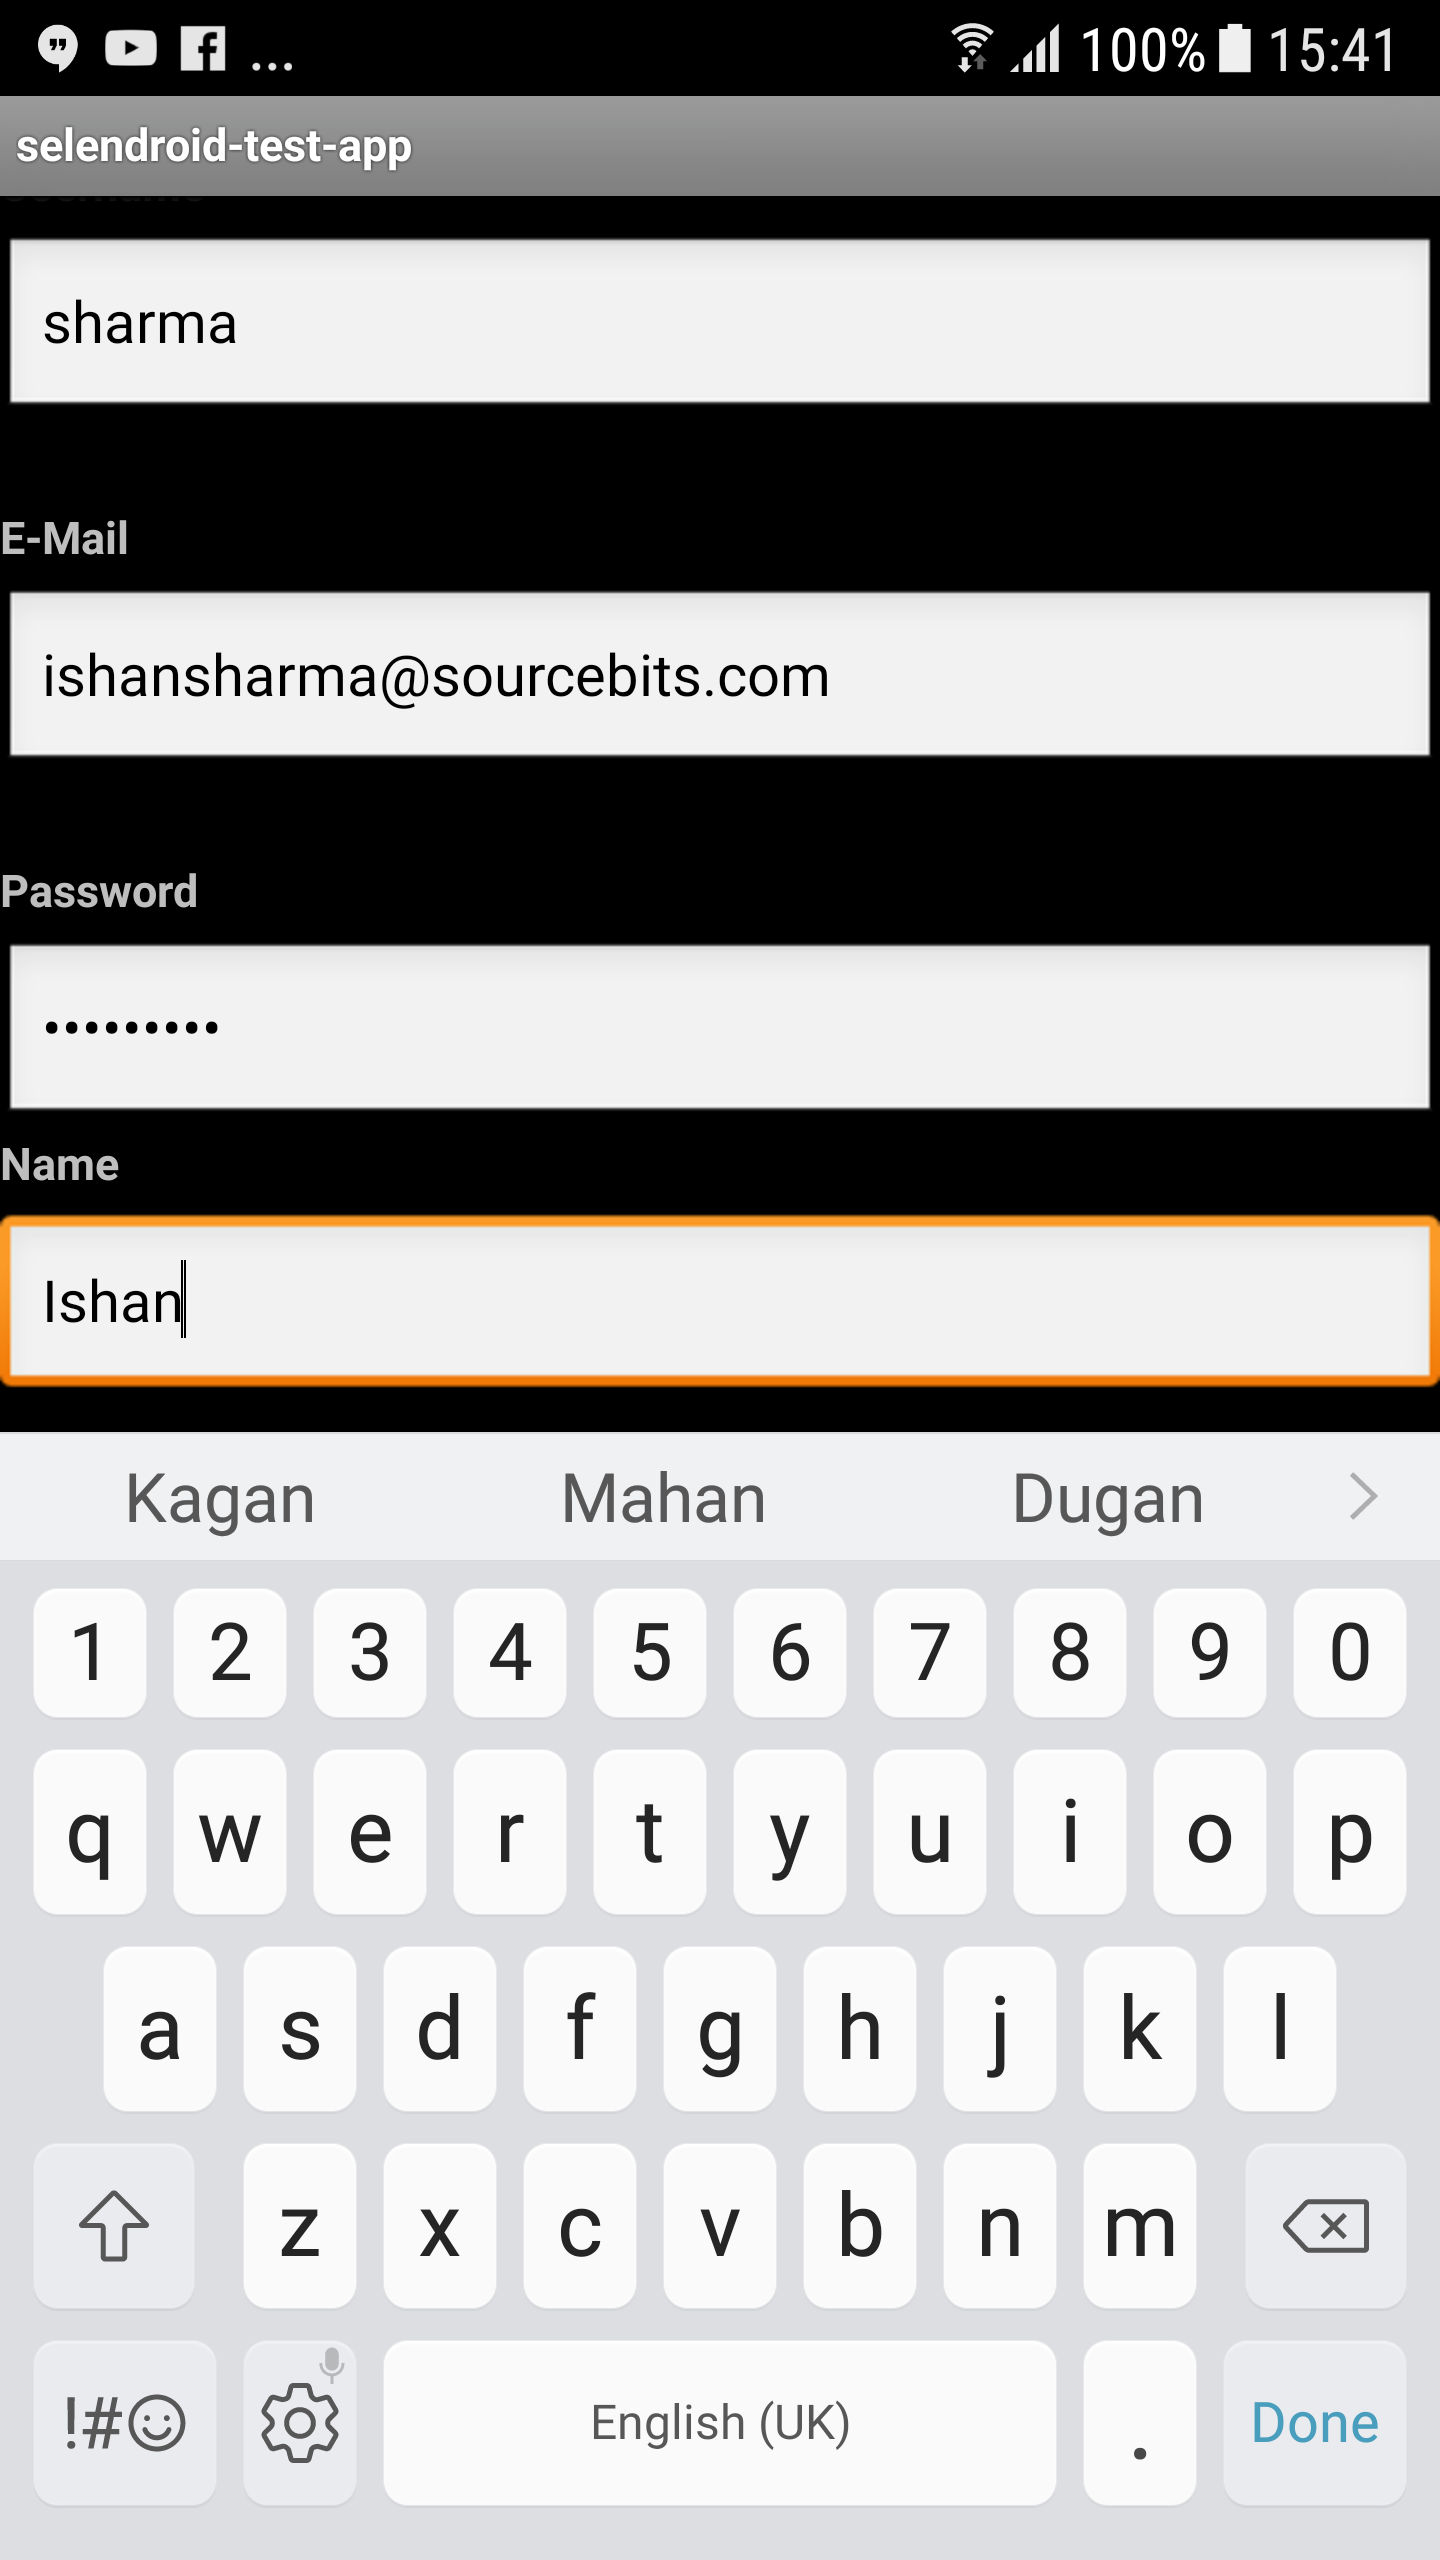 ... 100% 15:41
selendroid-test-app
sharma
E-Mail
ishansharma@sourcebits.com
Password
•••••••••
Name
Ishan
Kagan Mahan Dugan
1 2 3 4 5 6 7 8 9 0
q w e r t y u i o p
a s d f g h j k l
z x c v b n m
!#☺ English (UK) . Done